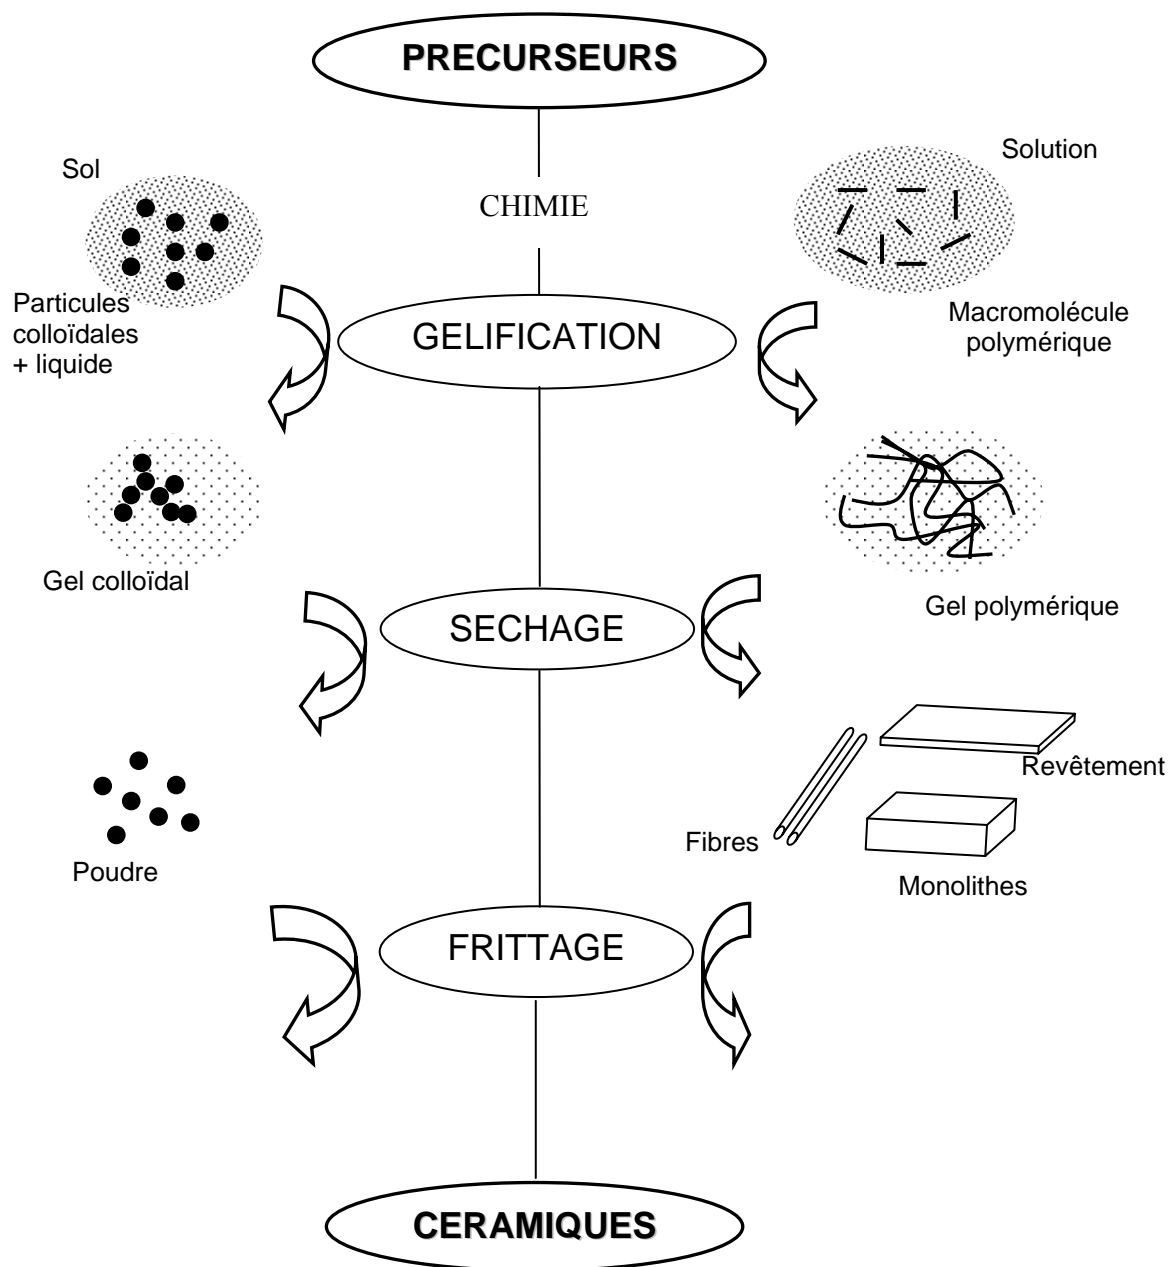 PRECURSEURS
Sol
Solution
CHIMIE
Particules
colloïdales
+ liquide
GELIFICATION
Macromolécule
polymérique
Gel colloïdal
Gel polymérique
SECHAGE
Revêtement
Fibres
Poudre
Monolithes
FRITTAGE
CERAMIQUES